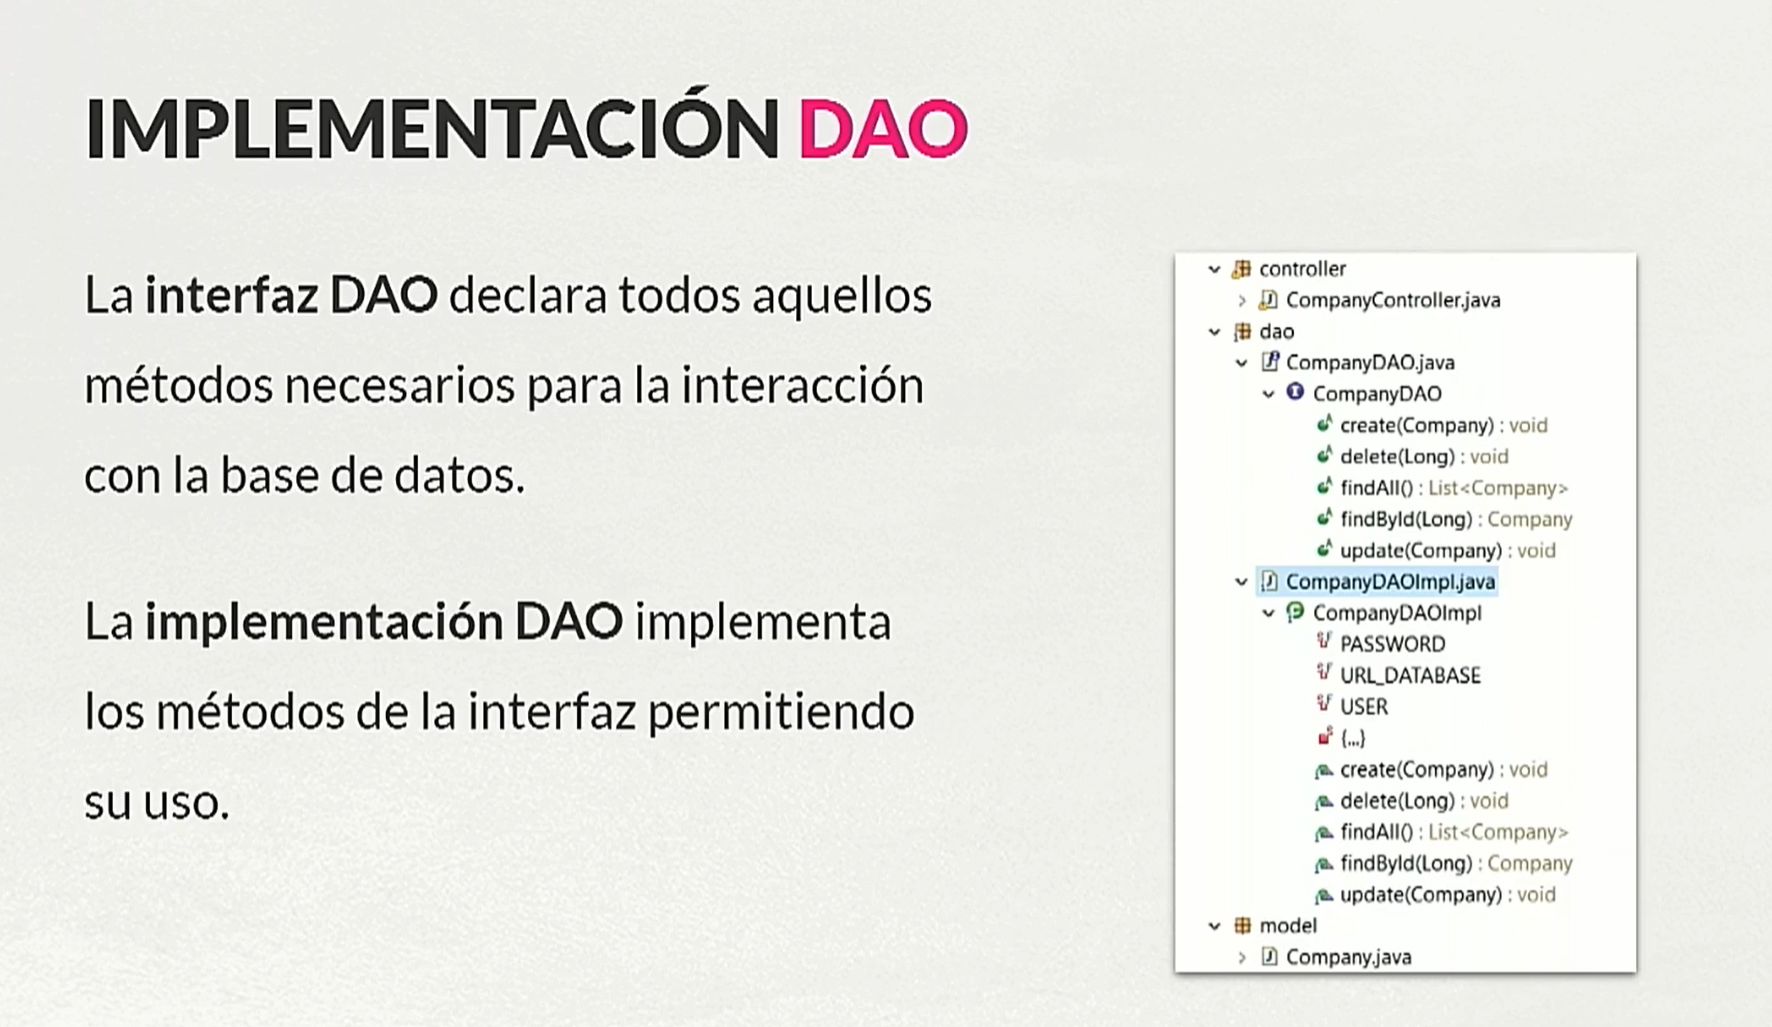 IMPLEMENTACIÓN DAO
La interfaz DAO declara todos aquellos
métodos necesarios para la interacción
con la base de datos.
La implementación DAO implementa
los métodos de la interfaz permitiendo
su uso.
controller
CompanyController.java
dao
CompanyDAO.java
CompanyDAO
create(Company) : void
delete(Long) : void
findAll() : List<Company>
findById(Long) : Company
update(Company) : void
CompanyDAOImpl.java
CompanyDAOImpl
PASSWORD
URL_DATABASE
USER
{...}
create(Company) : void
delete(Long) : void
findAll() : List<Company>
findById(Long) : Company
update(Company) : void
model
Company.java